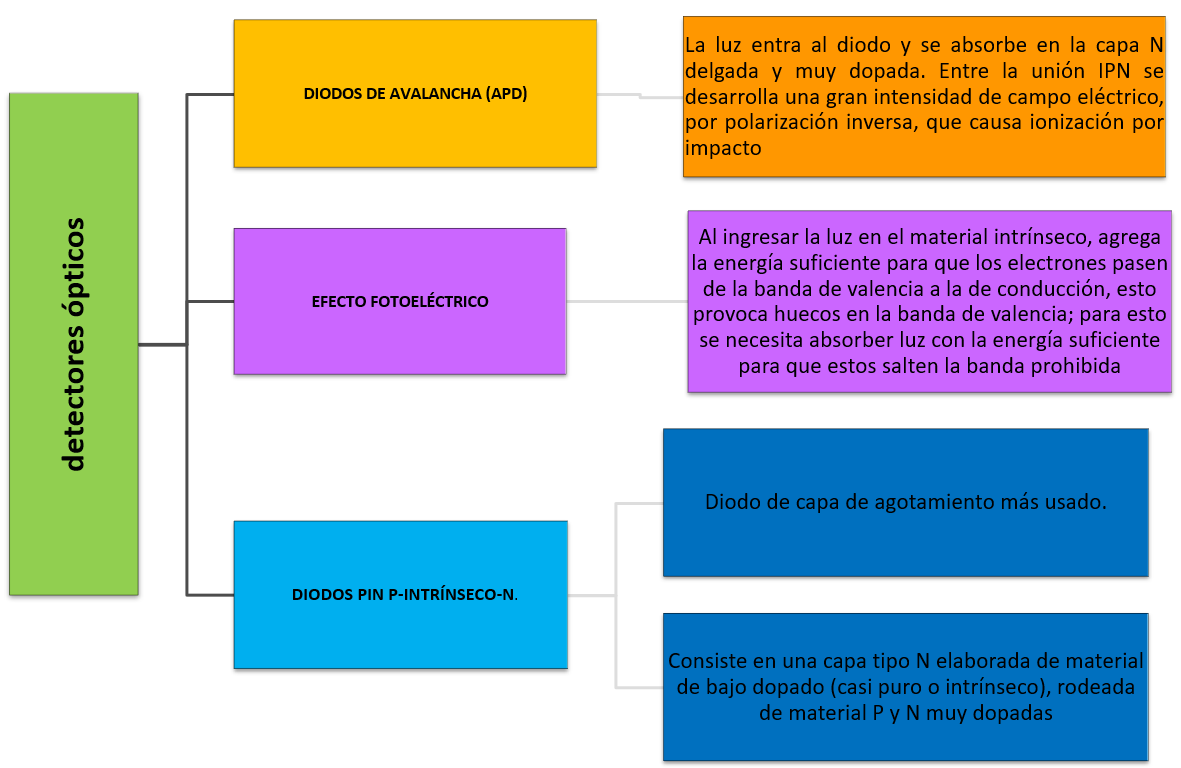 detectores ópticos
DIODOS DE AVALANCHA (APD)
La luz entra al diodo y se absorbe en la capa N
delgada y muy dopada. Entre la unión IPN se
desarrolla una gran intensidad de campo eléctrico,
por polarización inversa, que causa ionización por
impacto
EFECTO FOTOELÉCTRICO
Al ingresar la luz en el material intrínseco, agrega
la energía suficiente para que los electrones pasen
de la banda de valencia a la de conducción, esto
provoca huecos en la banda de valencia; para esto
se necesita absorber luz con la energía suficiente
para que estos salten la banda prohibida
DIODOS PIN P-INTRÍNSECO-N.
Diodo de capa de agotamiento más usado.
Consiste en una capa tipo N elaborada de material
de bajo dopado (casi puro o intrínseco), rodeada
de material P y N muy dopadas